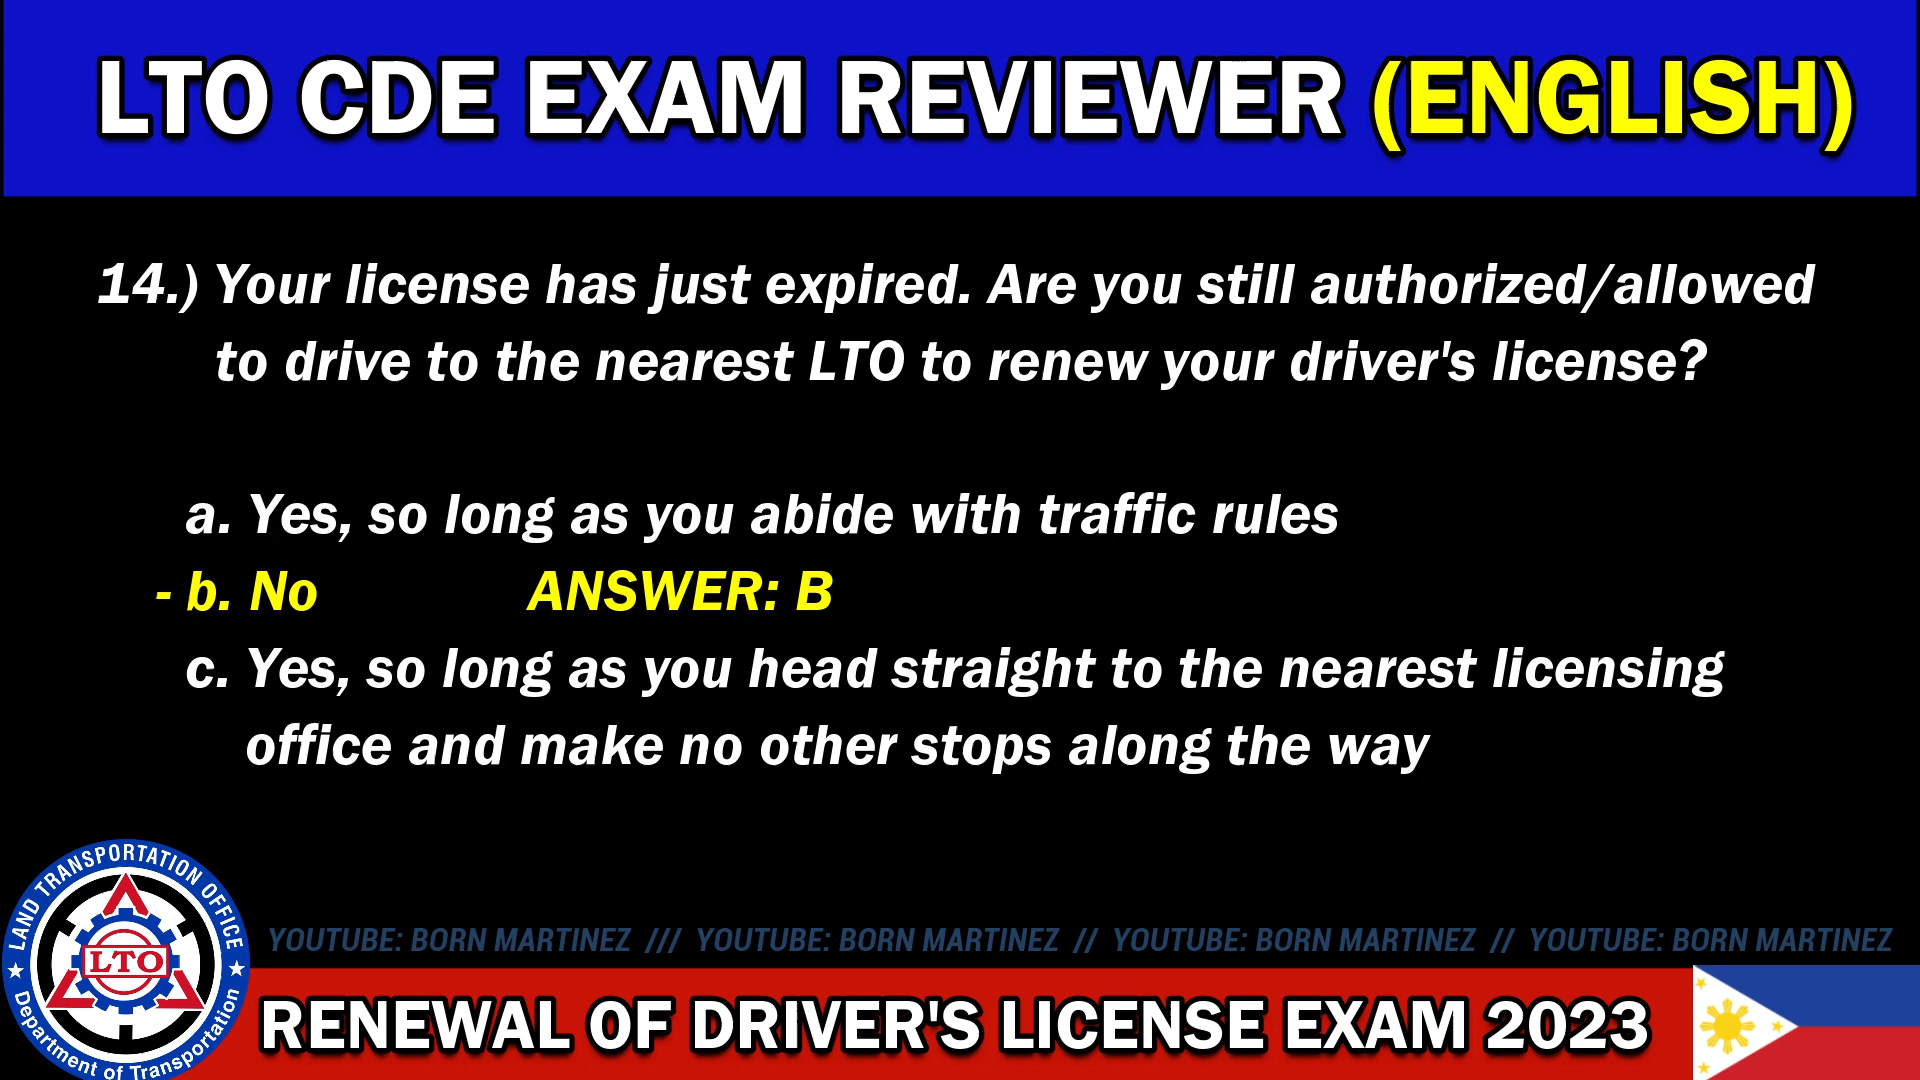 LTO CDE EXAM REVIEWER (ENGLISH)
14.) Your license has just expired. Are you still authorized/allowed
to drive to the nearest LTO to renew your driver's license?
a. Yes, so long as you abide with traffic rules
- b. No ANSWER: B
c. Yes, so long as you head straight to the nearest licensing
office and make no other stops along the way
YOUTUBE: BORN MARTINEZ /// YOUTUBE: BORN MARTINEZ // YOUTUBE: BORN MARTINEZ // YOUTUBE: BORN MARTINEZ
LAND TRANSPORTATION OFFICE
LTO
Department of Transportation
RENEWAL OF DRIVER'S LICENSE EXAM 2023